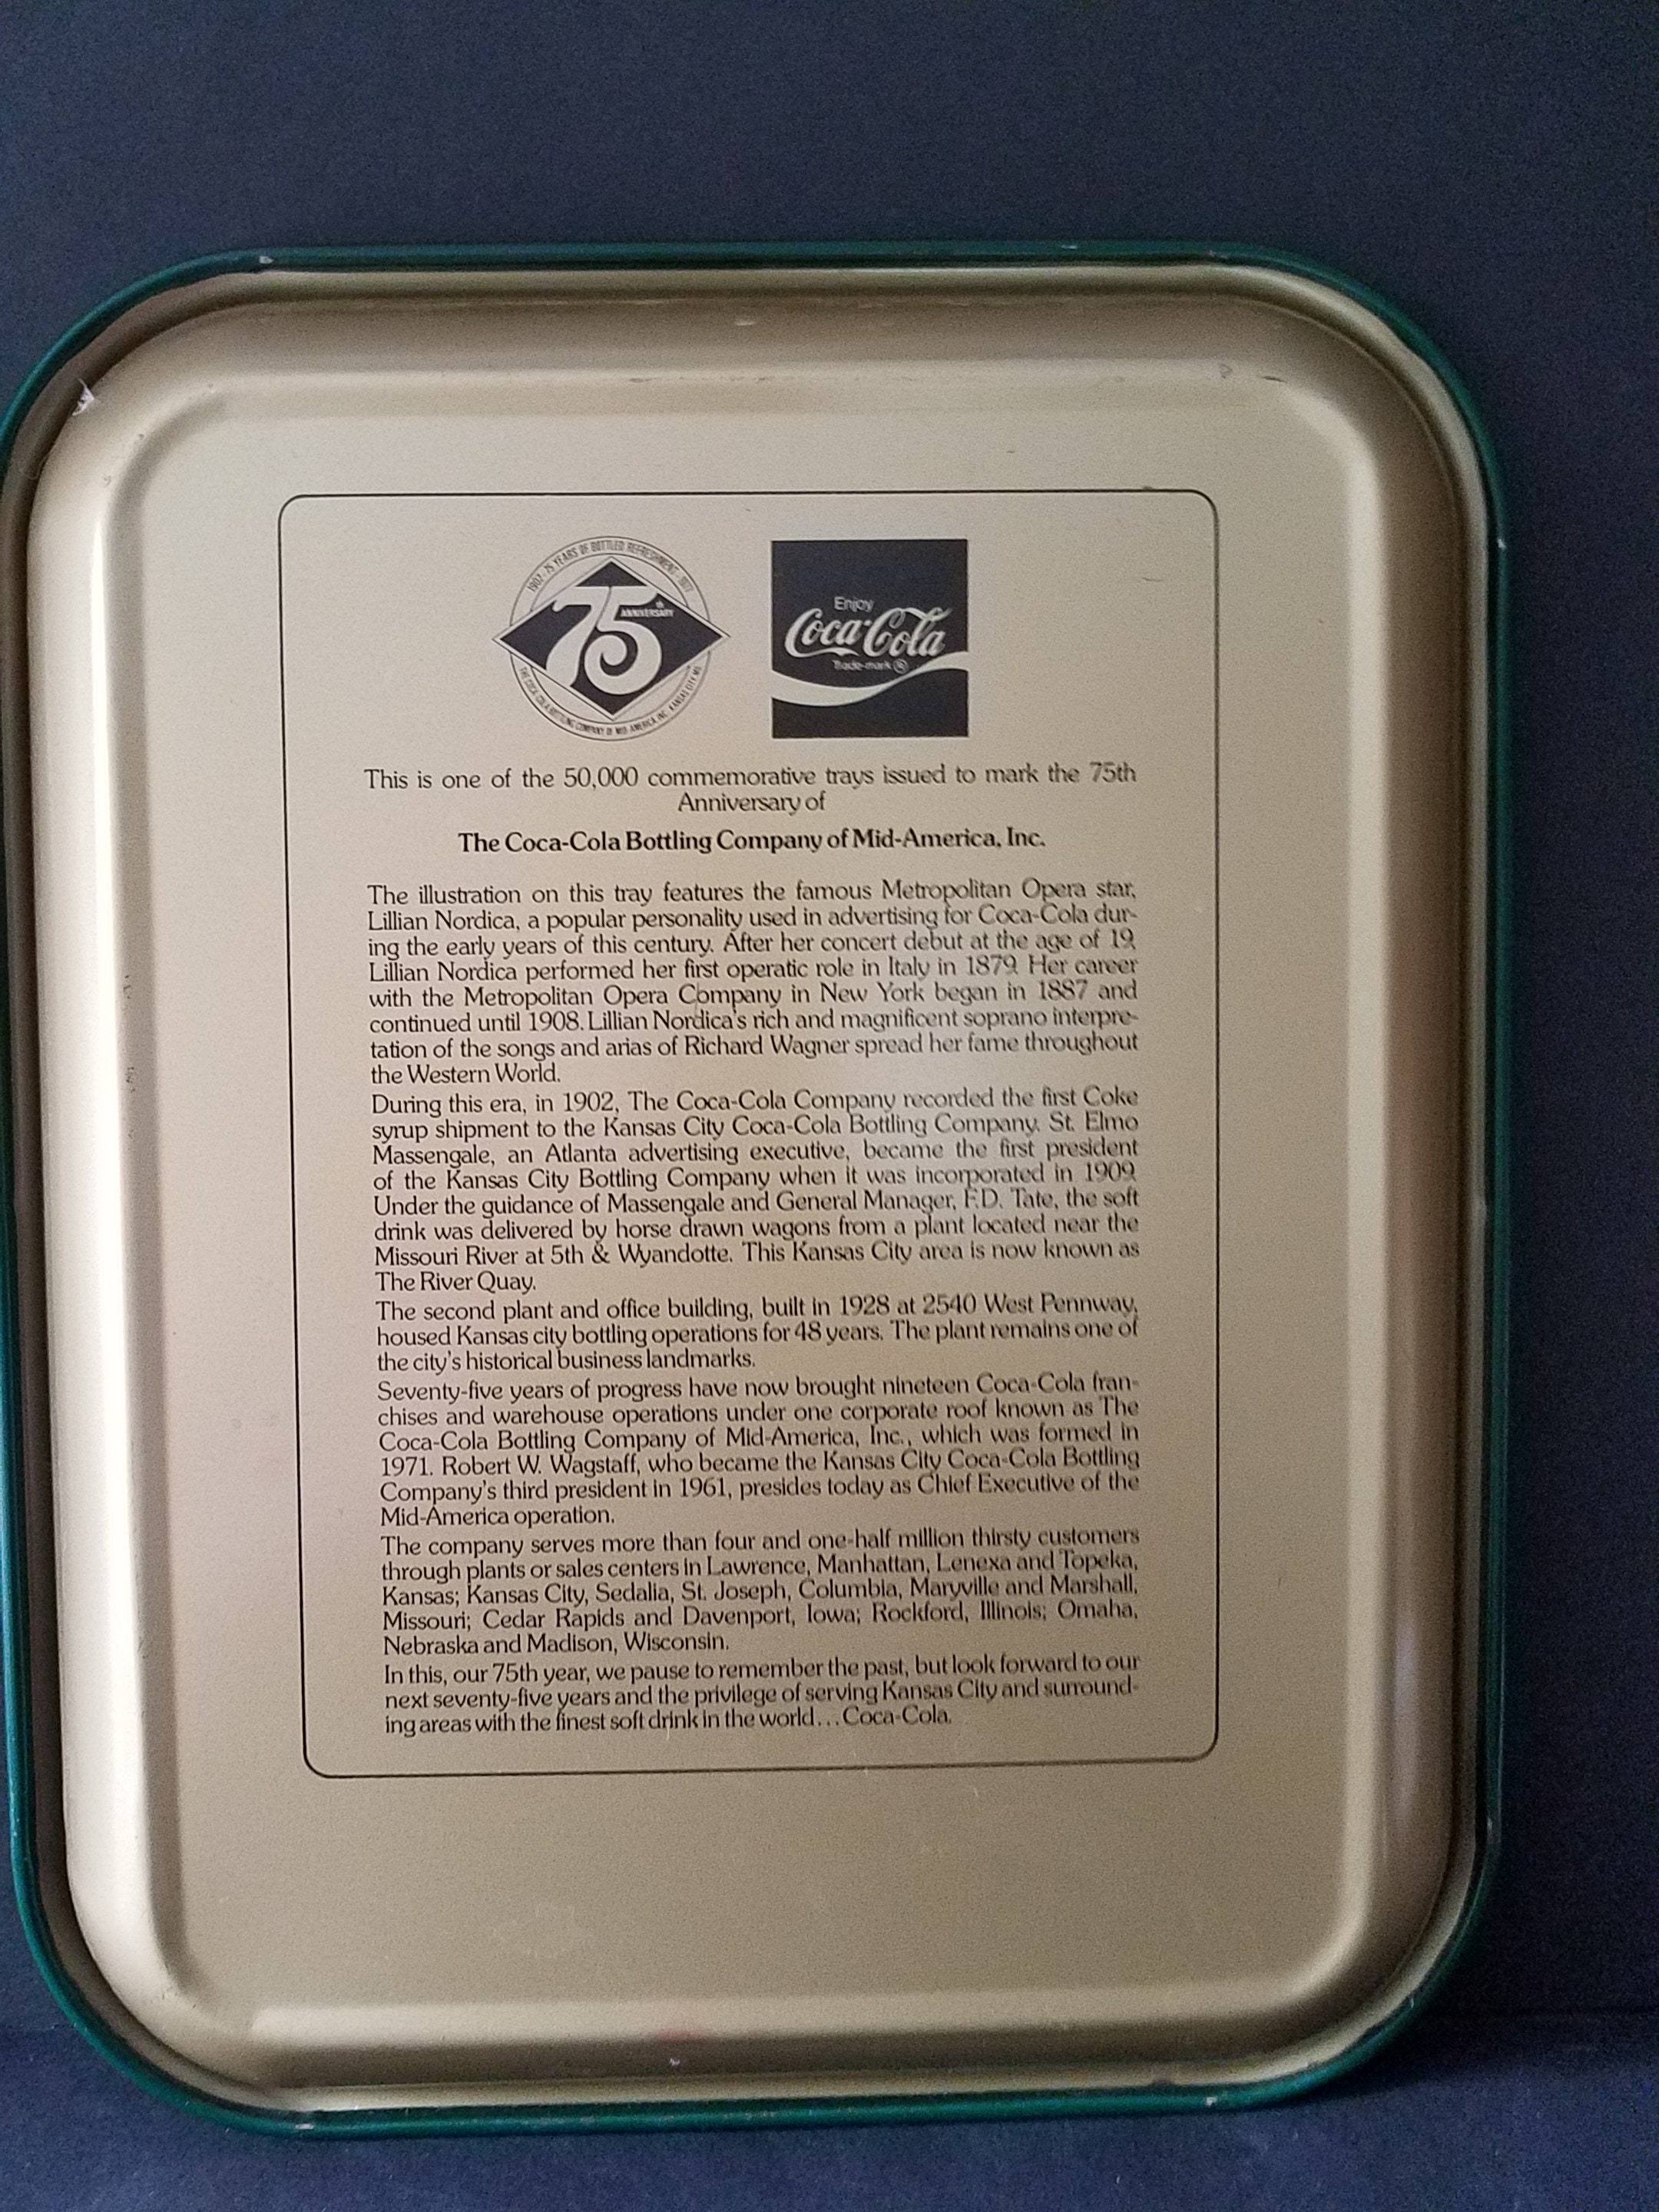 1902 · 75 YEARS OF BOTTLED REFRESHMENT · 1977
75th
ANNIVERSARY
THE COCA-COLA BOTTLING COMPANY OF MID-AMERICA, INC. KANSAS CITY, MO
Enjoy
Coca-Cola
Trade-mark ®
This is one of the 50,000 commemorative trays issued to mark the 75th
Anniversary of
The Coca-Cola Bottling Company of Mid-America, Inc.
The illustration on this tray features the famous Metropolitan Opera star,
Lillian Nordica, a popular personality used in advertising for Coca-Cola dur-
ing the early years of this century. After her concert debut at the age of 19,
Lillian Nordica performed her first operatic role in Italy in 1879. Her career
with the Metropolitan Opera Company in New York began in 1887 and
continued until 1908. Lillian Nordica's rich and magnificent soprano interpre-
tation of the songs and arias of Richard Wagner spread her fame throughout
the Western World.
During this era, in 1902, The Coca-Cola Company recorded the first Coke
syrup shipment to the Kansas City Coca-Cola Bottling Company. St. Elmo
Massengale, an Atlanta advertising executive, became the first president
of the Kansas City Bottling Company when it was incorporated in 1909.
Under the guidance of Massengale and General Manager, F.D. Tate, the soft
drink was delivered by horse drawn wagons from a plant located near the
Missouri River at 5th & Wyandotte. This Kansas City area is now known as
The River Quay.
The second plant and office building, built in 1928 at 2540 West Pennway,
housed Kansas city bottling operations for 48 years. The plant remains one of
the city's historical business landmarks.
Seventy-five years of progress have now brought nineteen Coca-Cola fran-
chises and warehouse operations under one corporate roof known as The
Coca-Cola Bottling Company of Mid-America, Inc., which was formed in
1971. Robert W. Wagstaff, who became the Kansas City Coca-Cola Bottling
Company's third president in 1961, presides today as Chief Executive of the
Mid-America operation.
The company serves more than four and one-half million thirsty customers
through plants or sales centers in Lawrence, Manhattan, Lenexa and Topeka,
Kansas; Kansas City, Sedalia, St. Joseph, Columbia, Maryville and Marshall,
Missouri; Cedar Rapids and Davenport, Iowa; Rockford, Illinois; Omaha,
Nebraska and Madison, Wisconsin.
In this, our 75th year, we pause to remember the past, but look forward to our
next seventy-five years and the privilege of serving Kansas City and surround-
ing areas with the finest soft drink in the world...Coca-Cola.